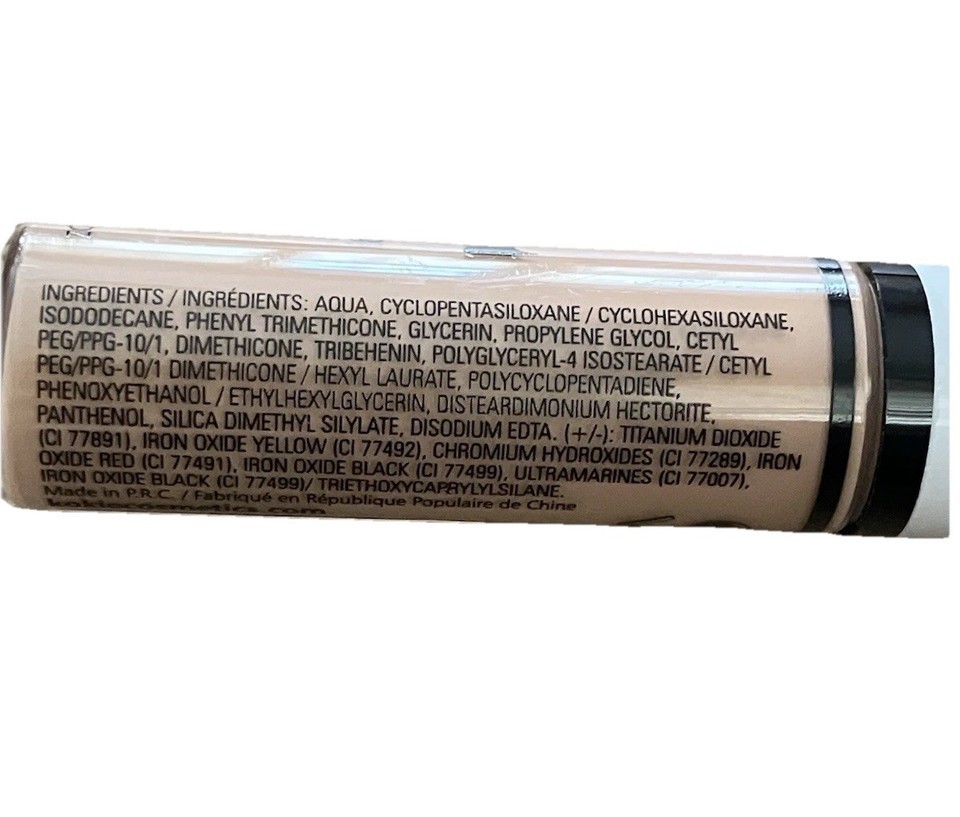 INGREDIENTS / INGRÉDIENTS: AQUA, CYCLOPENTASILOXANE / CYCLOHEXASILOXANE,
ISODODECANE, PHENYL TRIMETHICONE, GLYCERIN, PROPYLENE GLYCOL, CETYL
PEG/PPG-10/1, DIMETHICONE, TRIBEHENIN, POLYGLYCERYL-4 ISOSTEARATE / CETYL
PEG/PPG-10/1 DIMETHICONE / HEXYL LAURATE, POLYCYCLOPENTADIENE,
PHENOXYETHANOL / ETHYLHEXYLGLYCERIN, DISTEARDIMONIUM HECTORITE,
PANTHENOL, SILICA DIMETHYL SILYLATE, DISODIUM EDTA. (+/-): TITANIUM DIOXIDE
(CI 77891), IRON OXIDE YELLOW (CI 77492), CHROMIUM HYDROXIDES (CI 77289), IRON
OXIDE RED (CI 77491), IRON OXIDE BLACK (CI 77499), ULTRAMARINES (CI 77007),
IRON OXIDE BLACK (CI 77499)/ TRIETHOXYCAPRYLYLSILANE.
Made in P.R.C. / Fabriqué en République Populaire de Chine
kokiecosmetics.com